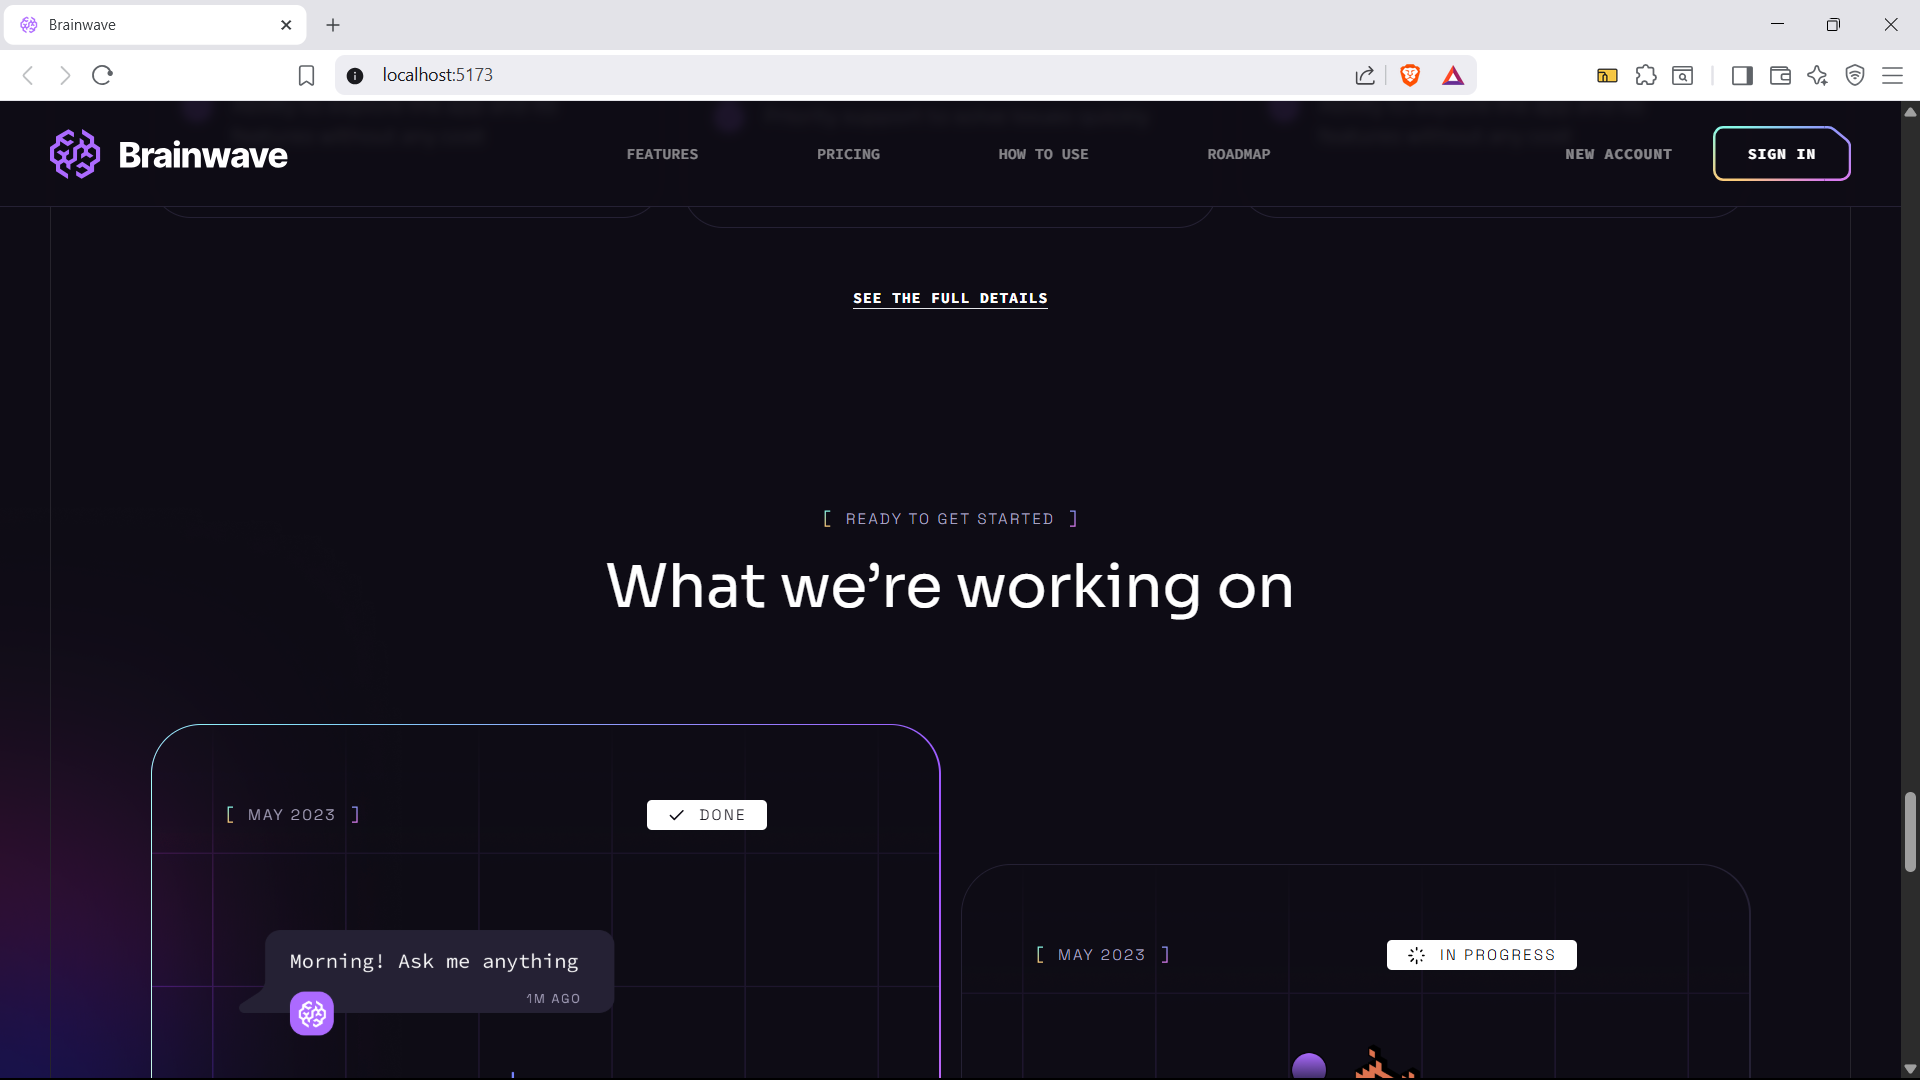 Brainwave
localhost:5173
Brainwave
FEATURES
PRICING
HOW TO USE
ROADMAP
NEW ACCOUNT
SIGN IN
SEE THE FULL DETAILS
[ READY TO GET STARTED ]
What we’re working on
[ MAY 2023 ]
DONE
Morning! Ask me anything
1M AGO
[ MAY 2023 ]
IN PROGRESS